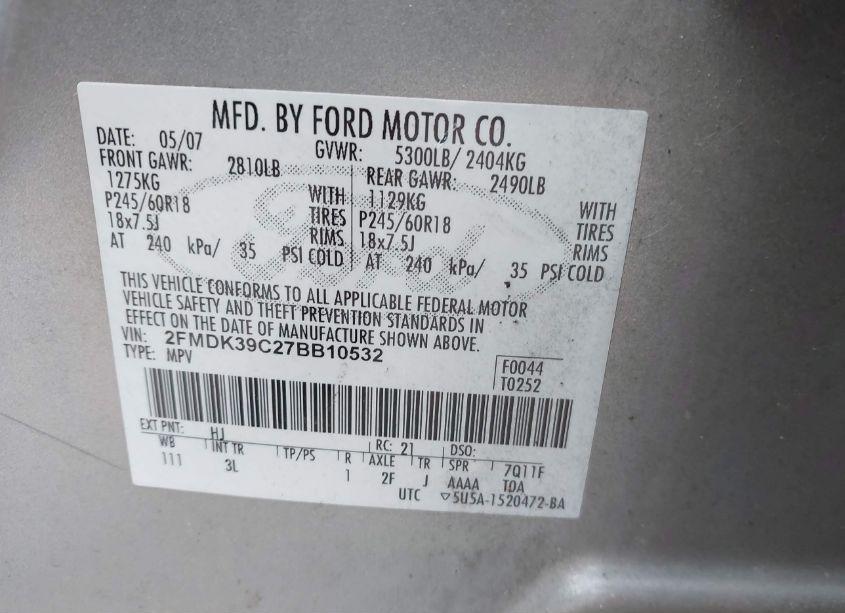 MFD. BY FORD MOTOR CO.
DATE: 05/07 GVWR: 5300LB/ 2404KG
FRONT GAWR: 2810LB REAR GAWR: 2490LB
1275KG WITH 1129KG WITH
P245/60R18 TIRES P245/60R18 TIRES
18x7.5J RIMS 18x7.5J RIMS
AT 240 kPa/ 35 PSI COLD AT 240 kPa/ 35 PSI COLD
THIS VEHICLE CONFORMS TO ALL APPLICABLE FEDERAL MOTOR
VEHICLE SAFETY AND THEFT PREVENTION STANDARDS IN
EFFECT ON THE DATE OF MANUFACTURE SHOWN ABOVE.
VIN: 2FMDK39C27BB10532
TYPE: MPV
F0044
T0252
EXT PNT: HJ RC: 21 DSO:
WB INT TR TP/PS R AXLE TR SPR 7Q11F
111 3L 1 2F J AAAA TDA
UTC ▽5U5A-1520472-BA
Ford